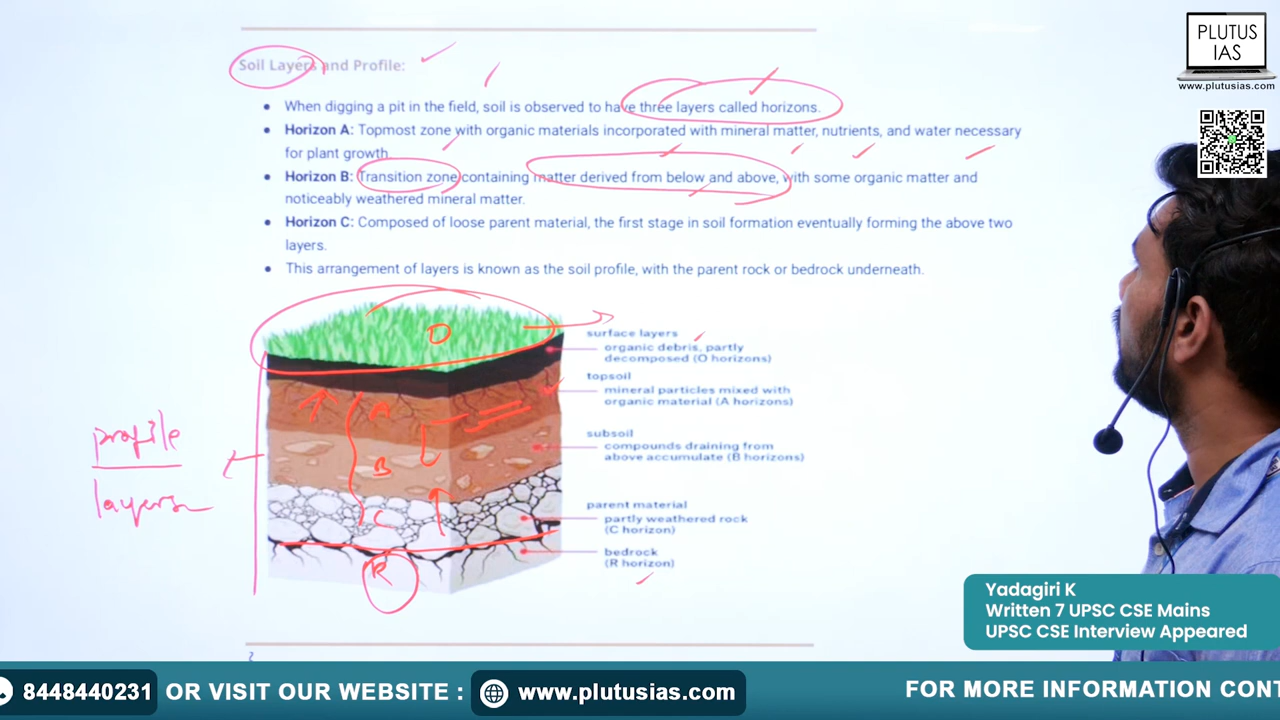 PLUTUS
IAS
www.plutusias.com
Soil Layers and Profile:
• When digging a pit in the field, soil is observed to have three layers called horizons.
• Horizon A: Topmost zone with organic materials incorporated with mineral matter, nutrients, and water necessary
for plant growth.
• Horizon B: Transition zone containing matter derived from below and above, with some organic matter and
noticeably weathered mineral matter.
• Horizon C: Composed of loose parent material, the first stage in soil formation eventually forming the above two
layers.
• This arrangement of layers is known as the soil profile, with the parent rock or bedrock underneath.
O
surface layers
organic debris, partly
decomposed (O horizons)
topsoil
mineral particles mixed with
organic material (A horizons)
A
subsoil
compounds draining from
above accumulate (B horizons)
B
parent material
partly weathered rock
(C horizon)
C
bedrock
(R horizon)
R
profile
layers
2
Yadagiri K
Written 7 UPSC CSE Mains
UPSC CSE Interview Appeared
8448440231 OR VISIT OUR WEBSITE : www.plutusias.com FOR MORE INFORMATION CONT